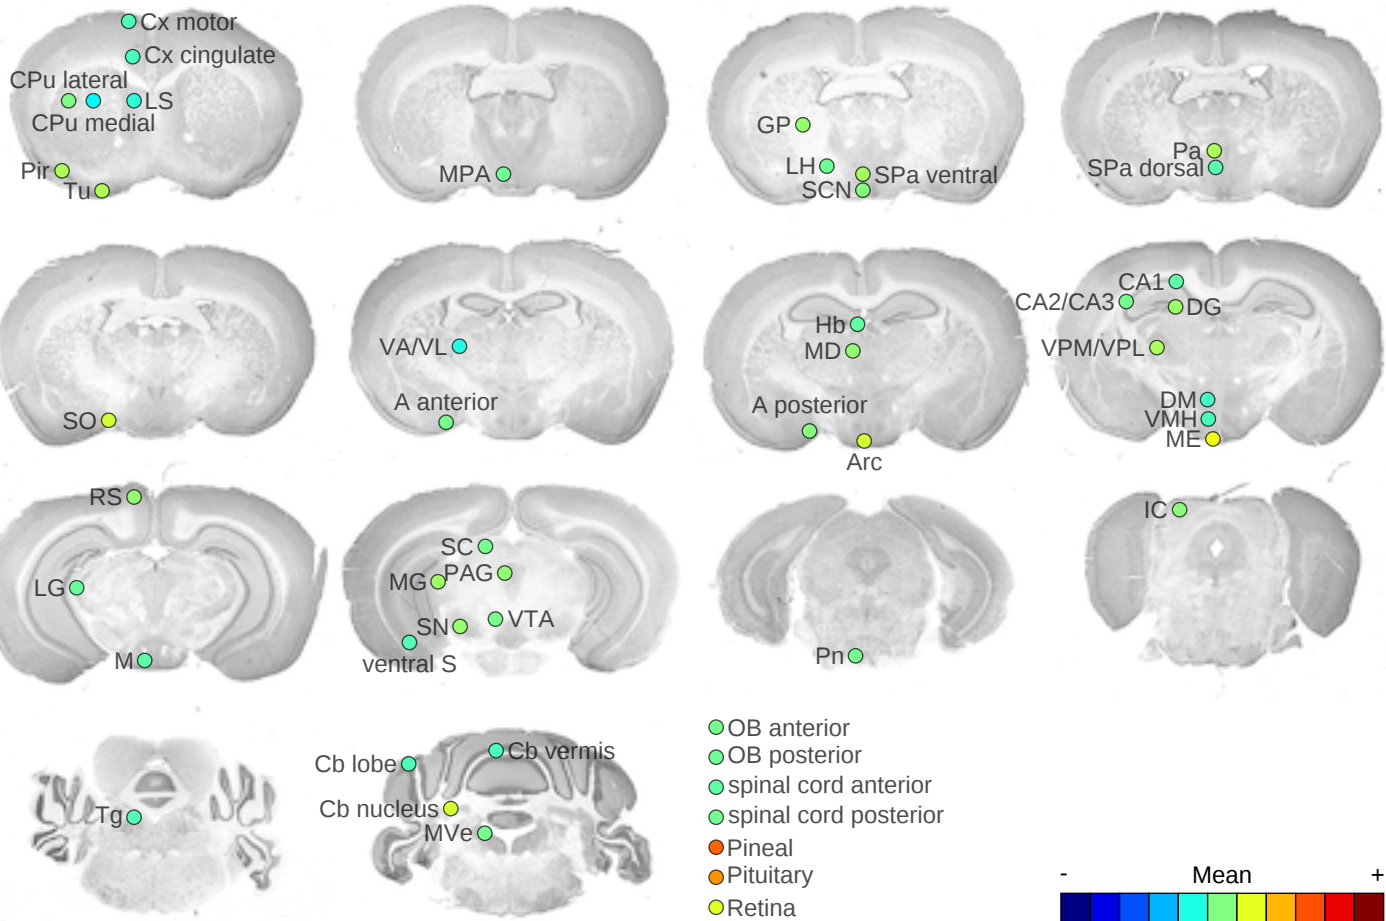 Cx motor
Cx cingulate
CPu lateral
LS
CPu medial
Pir
Tu
MPA
GP
LH
SPa ventral
SCN
Pa
SPa dorsal
SO
VA/VL
A anterior
Hb
MD
A posterior
Arc
CA1
CA2/CA3
DG
VPM/VPL
DM
VMH
ME
RS
LG
M
SC
MG
PAG
SN
VTA
ventral S
Pn
IC
Tg
Cb lobe
Cb vermis
Cb nucleus
MVe
OB anterior
OB posterior
spinal cord anterior
spinal cord posterior
Pineal
Pituitary
Retina
- Mean +